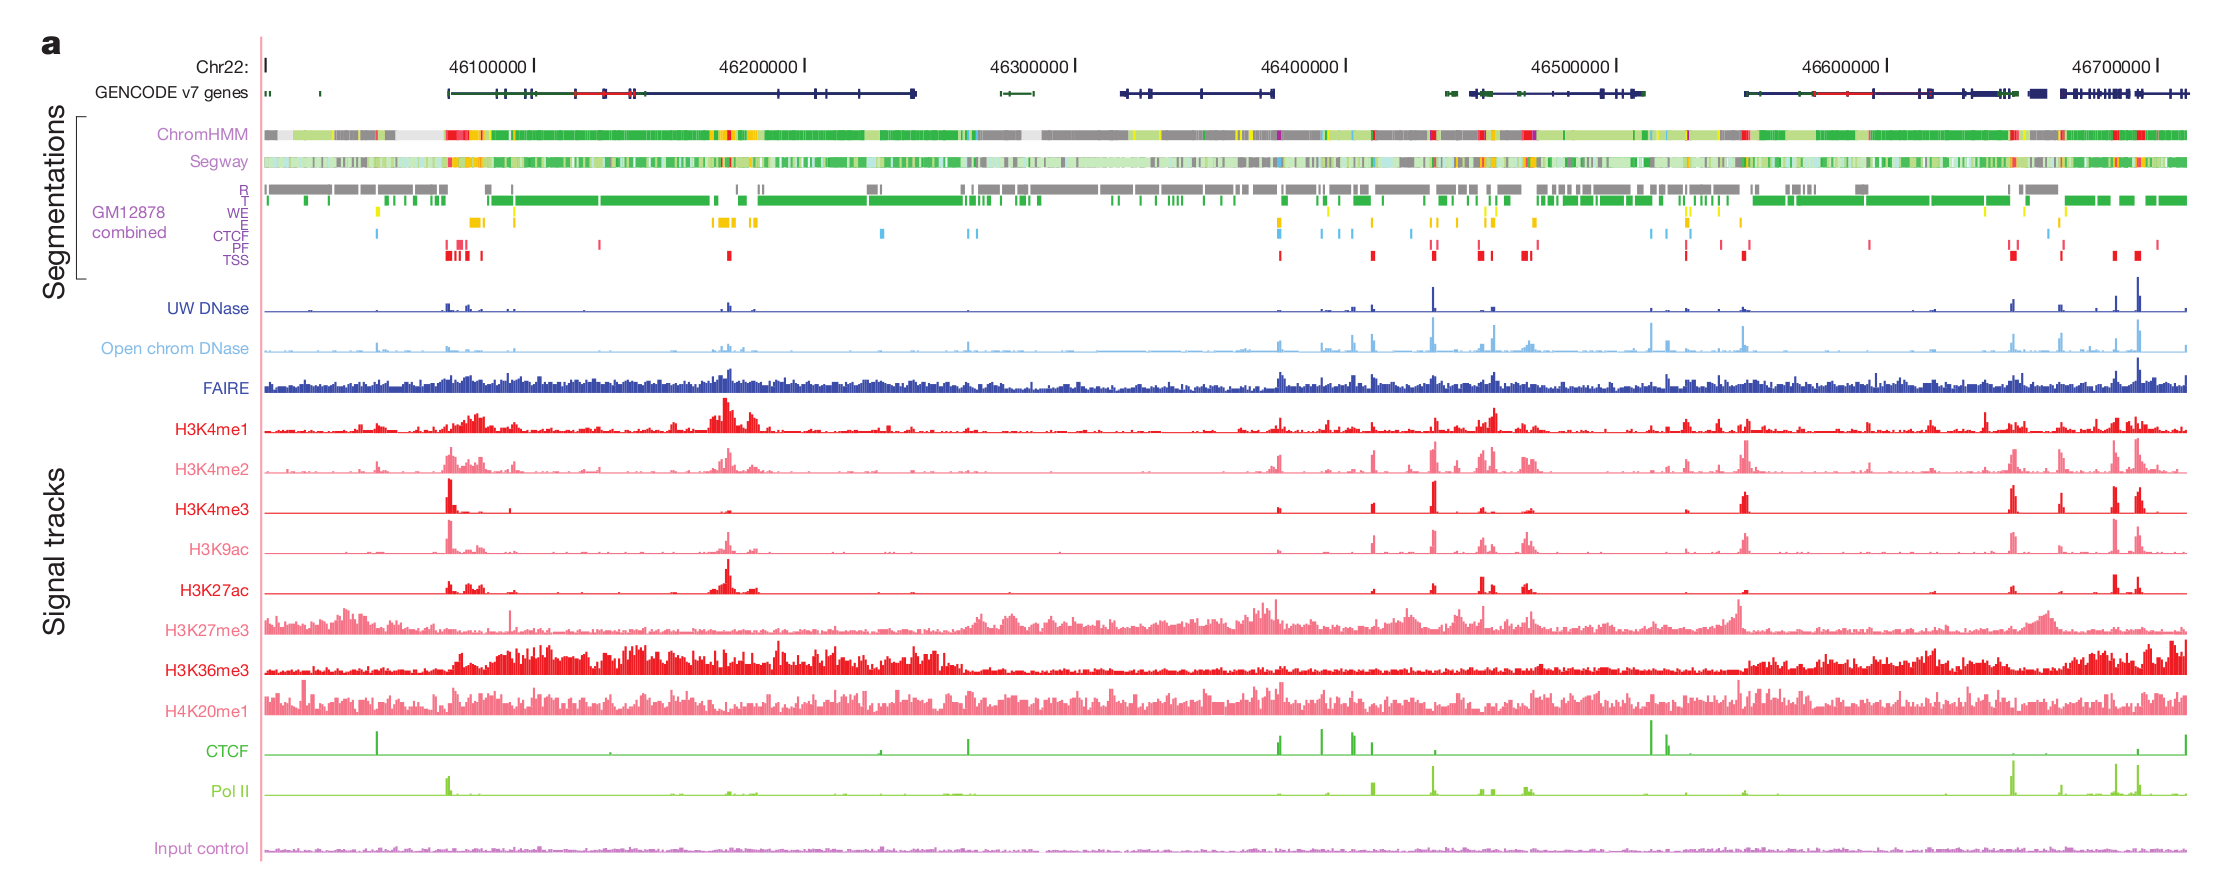 a
Chr22: 46100000 46200000 46300000 46400000 46500000 46600000 46700000
GENCODE v7 genes
Segmentations
ChromHMM
Segway
GM12878
combined
R
T
WE
E
CTCF
PF
TSS
Signal tracks
UW DNase
Open chrom DNase
FAIRE
H3K4me1
H3K4me2
H3K4me3
H3K9ac
H3K27ac
H3K27me3
H3K36me3
H4K20me1
CTCF
Pol II
Input control